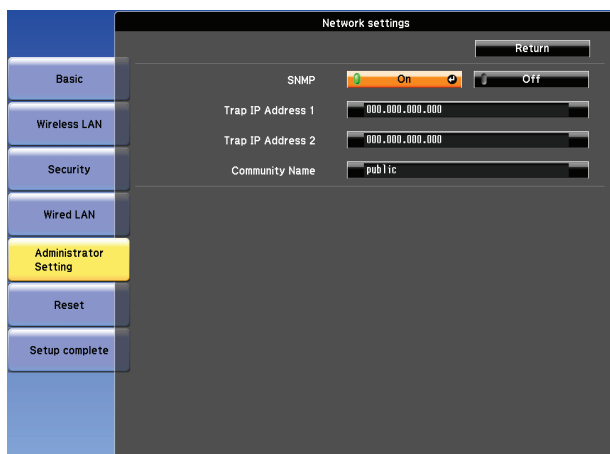 Network settings
Return
Basic
Wireless LAN
Security
Wired LAN
Administrator
Setting
Reset
Setup complete
SNMP On Off
Trap IP Address 1 000.000.000.000
Trap IP Address 2 000.000.000.000
Community Name public